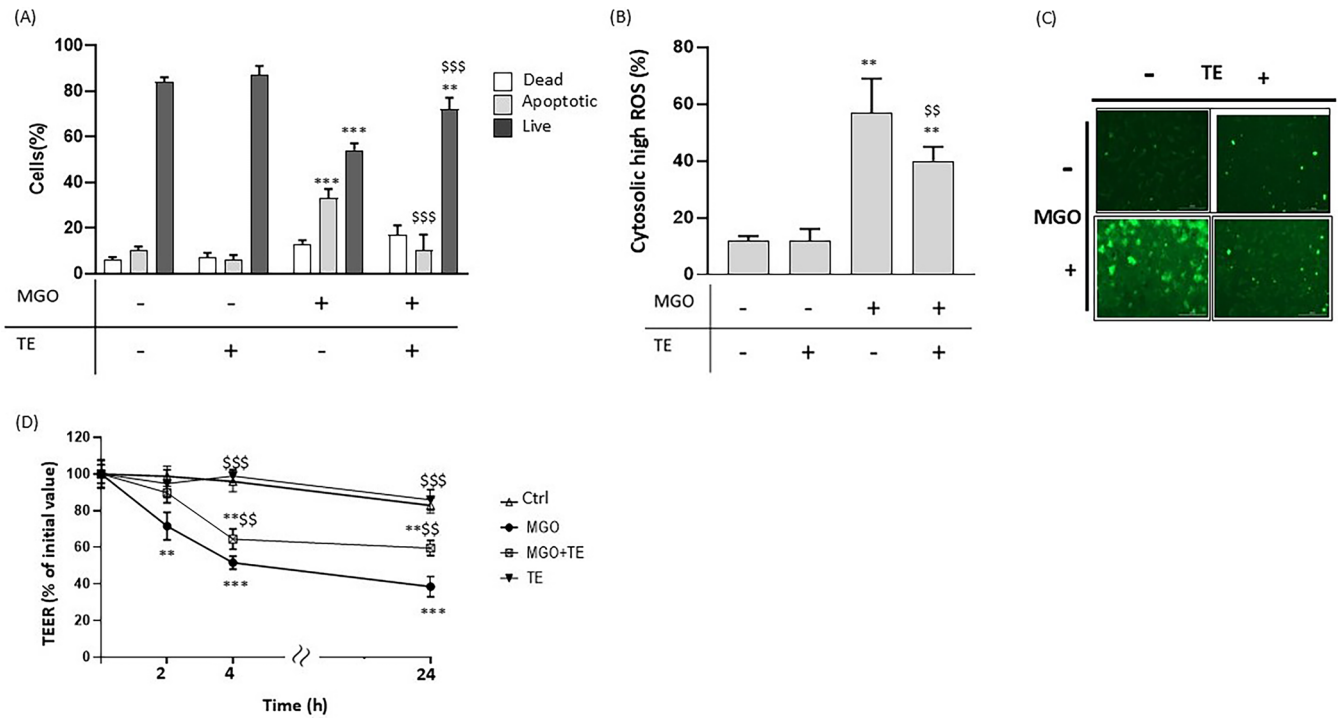 (A)
100
80
60
40
20
0
Cells(%)
***
***
$$$
$$$
**
Dead
Apoptotic
Live
MGO - - + +
TE - + - +
(B)
80
60
40
20
0
Cytosolic high ROS (%)
**
$$
**
MGO - - + +
TE - + - +
(C)
- TE +
-
MGO
+
(D)
120
100
80
60
40
20
0
TEER (% of initial value)
$$$
$$$
**$$
**$$
**
***
***
2 4 24
Time (h)
Ctrl
MGO
MGO+TE
TE